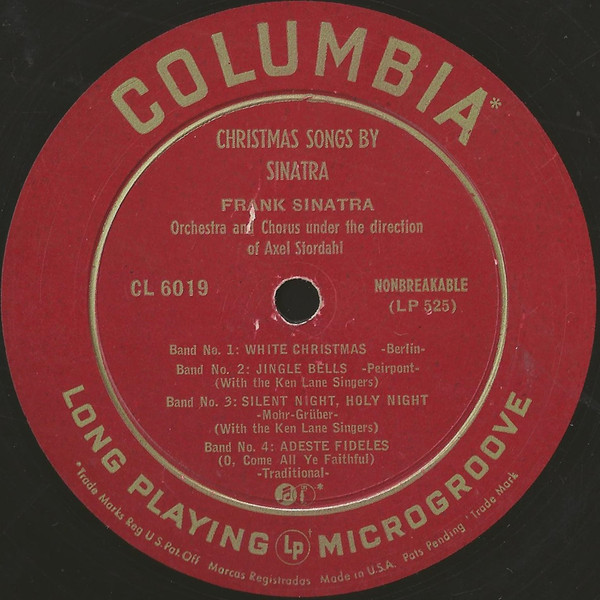 COLUMBIA*
CHRISTMAS SONGS BY
SINATRA
FRANK SINATRA
Orchestra and Chorus under the direction
of Axel Stordahl
CL 6019
NONBREAKABLE
(LP 525)
Band No. 1: WHITE CHRISTMAS -Berlin-
Band No. 2: JINGLE BELLS -Peirpont-
(With the Ken Lane Singers)
Band No. 3: SILENT NIGHT, HOLY NIGHT
-Mohr-Grüber-
(With the Ken Lane Singers)
Band No. 4: ADESTE FIDELES
(O, Come All Ye Faithful)
-Traditional-
LONG PLAYING Lp MICROGROOVE
*Trade Marks Reg U.S. Pat. Off Marcas Registradas Made in U.S.A. Pats Pending · Trade Mark